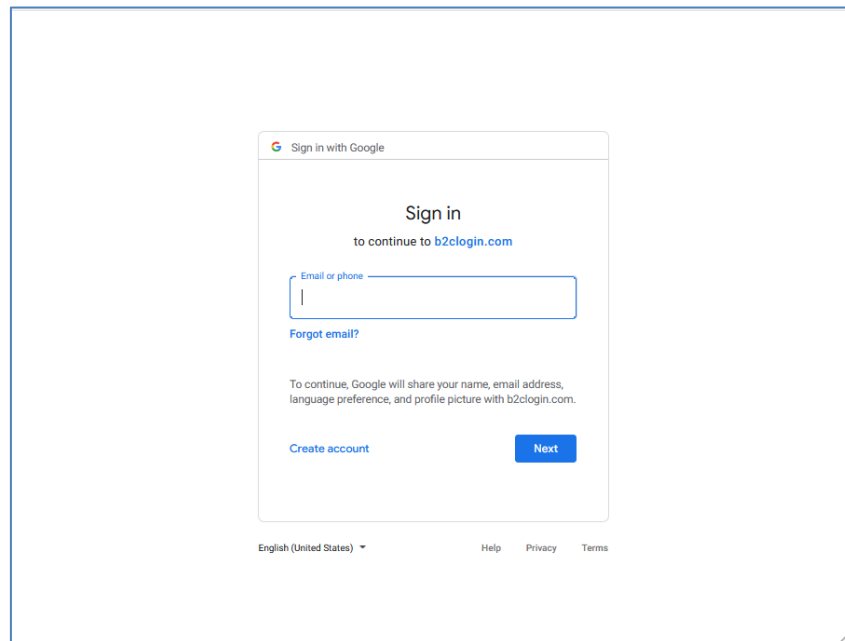 Sign in with Google
Sign in
to continue to b2clogin.com
Email or phone
Forgot email?
To continue, Google will share your name, email address,
language preference, and profile picture with b2clogin.com.
Create account
Next
English (United States)
Help Privacy Terms